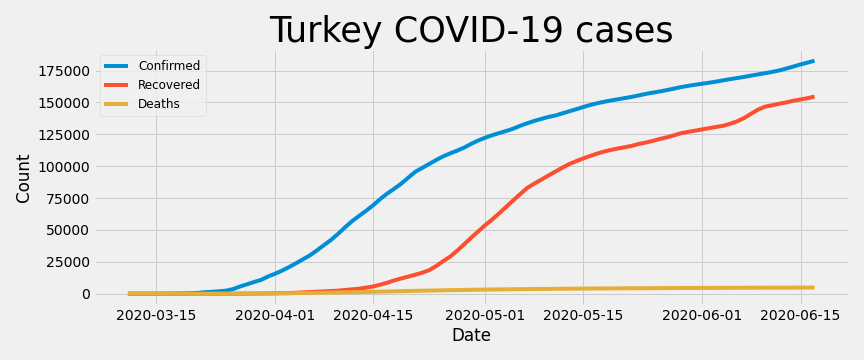 Turkey COVID-19 cases
Confirmed
Recovered
Deaths
Count
175000
150000
125000
100000
75000
50000
25000
0
2020-03-15 2020-04-01 2020-04-15 2020-05-01 2020-05-15 2020-06-01 2020-06-15
Date